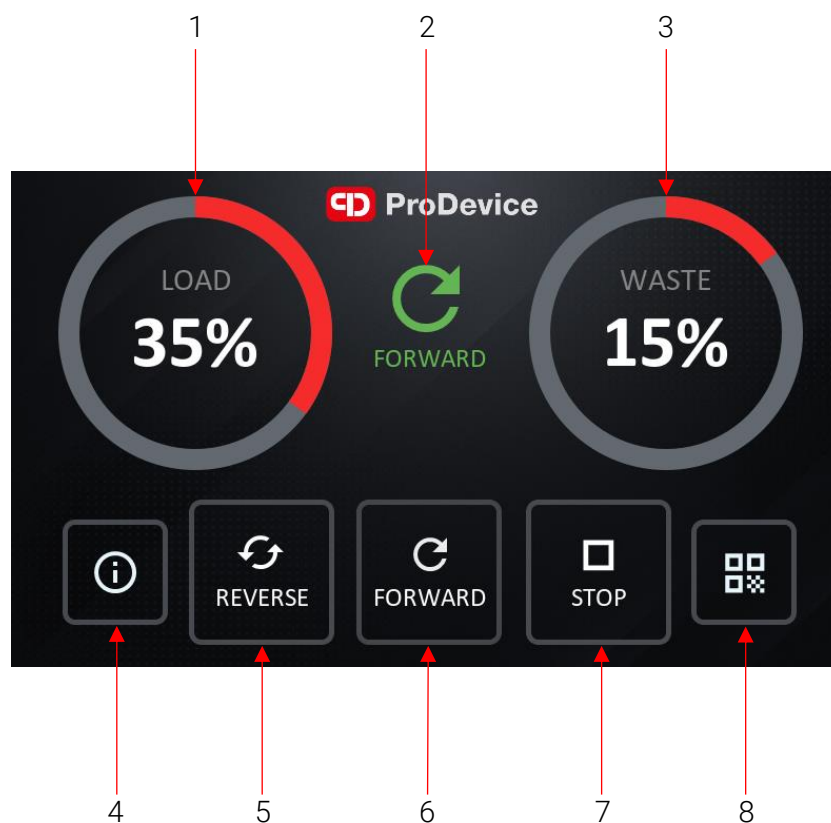 1 2 3
ProDevice
LOAD
35%
FORWARD
WASTE
15%
REVERSE FORWARD STOP
4 5 6 7 8